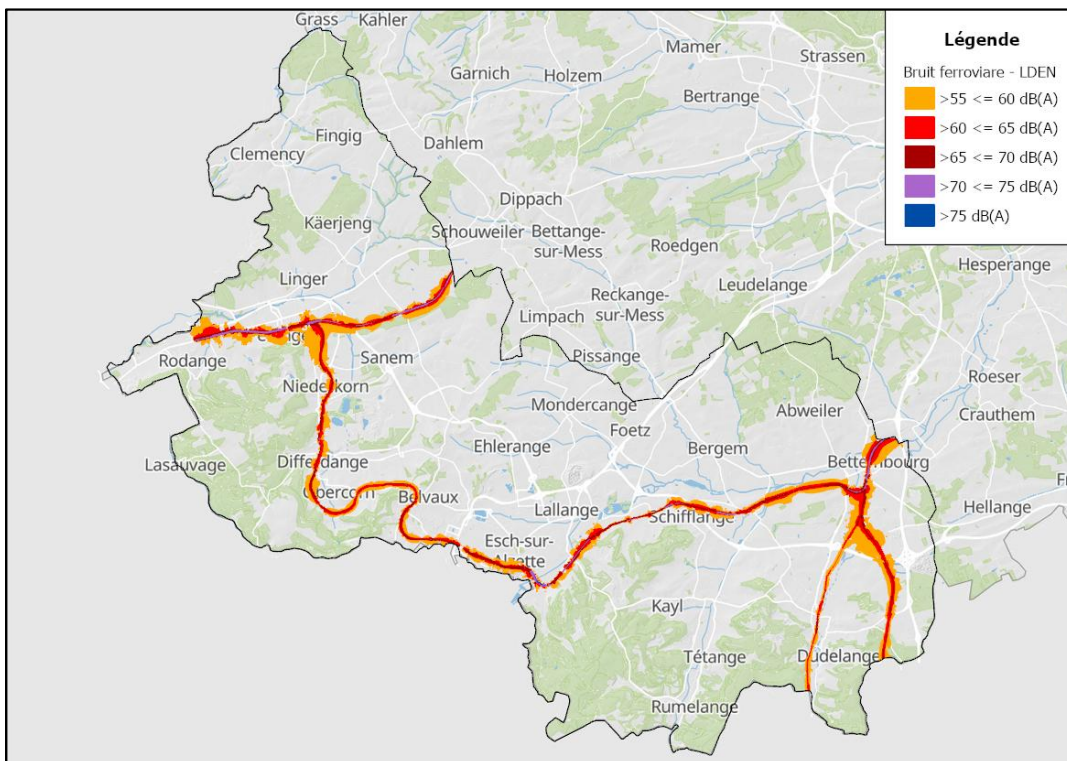 Grass
Kahler
Mamer
Strassen
Garnich
Holzem
Bertrange
Fingig
Dahlem
Clemency
Dippach
Käerjeng
Schouweiler
Bettange-
sur-Mess
Roedgen
Linger
Leudelange
Hesperange
Reckange-
sur-Mess
Limpach
Rodange
Sanem
Pissange
Niederkorn
Roeser
Mondercange
Abweiler
Crauthem
Foetz
Ehlerange
Bergem
Lasauvage
Differdange
Bettembourg
Obercorn
Belvaux
Lallange
Schifflange
Hellange
Esch-sur-
Alzette
Kayl
Tétange
Dudelange
Rumelange
Légende
Bruit ferroviare - LDEN
>55 <= 60 dB(A)
>60 <= 65 dB(A)
>65 <= 70 dB(A)
>70 <= 75 dB(A)
>75 dB(A)